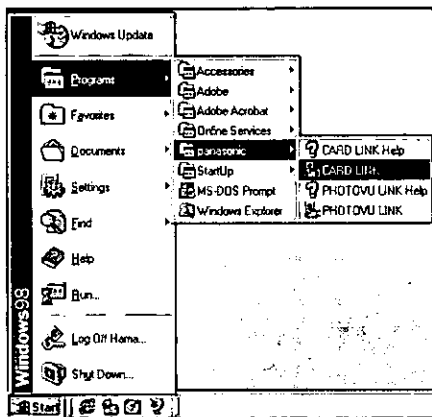 Windows Update
Programs
Favorites
Documents
Settings
Find
Help
Run...
Log Off Hama...
Shut Down...
Windows98
Start
Accessories
Adobe
Adobe Acrobat
Online Services
panasonic
StartUp
MS-DOS Prompt
Windows Explorer
CARD LINK Help
CARD LINK
PHOTOVU LINK Help
PHOTOVU LINK